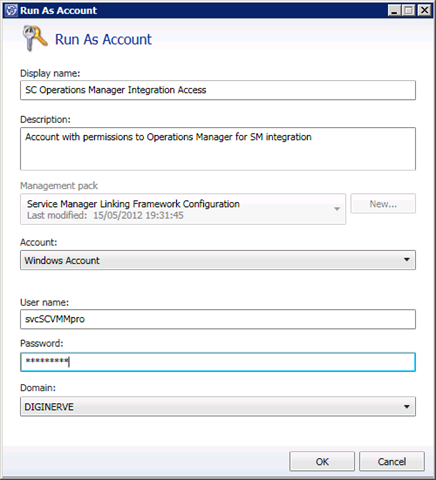 Run As Account
Run As Account
Display name:
SC Operations Manager Integration Access
Description:
Account with permissions to Operations Manager for SM integration
Management pack
Service Manager Linking Framework Configuration
Last modified: 15/05/2012 19:31:45
New...
Account:
Windows Account
User name:
svcSCVMMpro
Password:
*********
Domain:
DIGINERVE
OK
Cancel